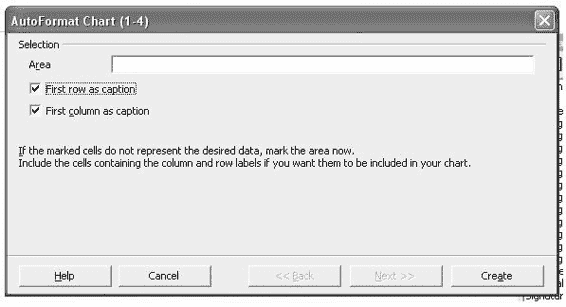 AutoFormat Chart (1-4)
Selection
Area
First row as caption
First column as caption
If the marked cells do not represent the desired data, mark the area now.
Include the cells containing the column and row labels if you want them to be included in your chart.
Help
Cancel
<< Back
Next >>
Create